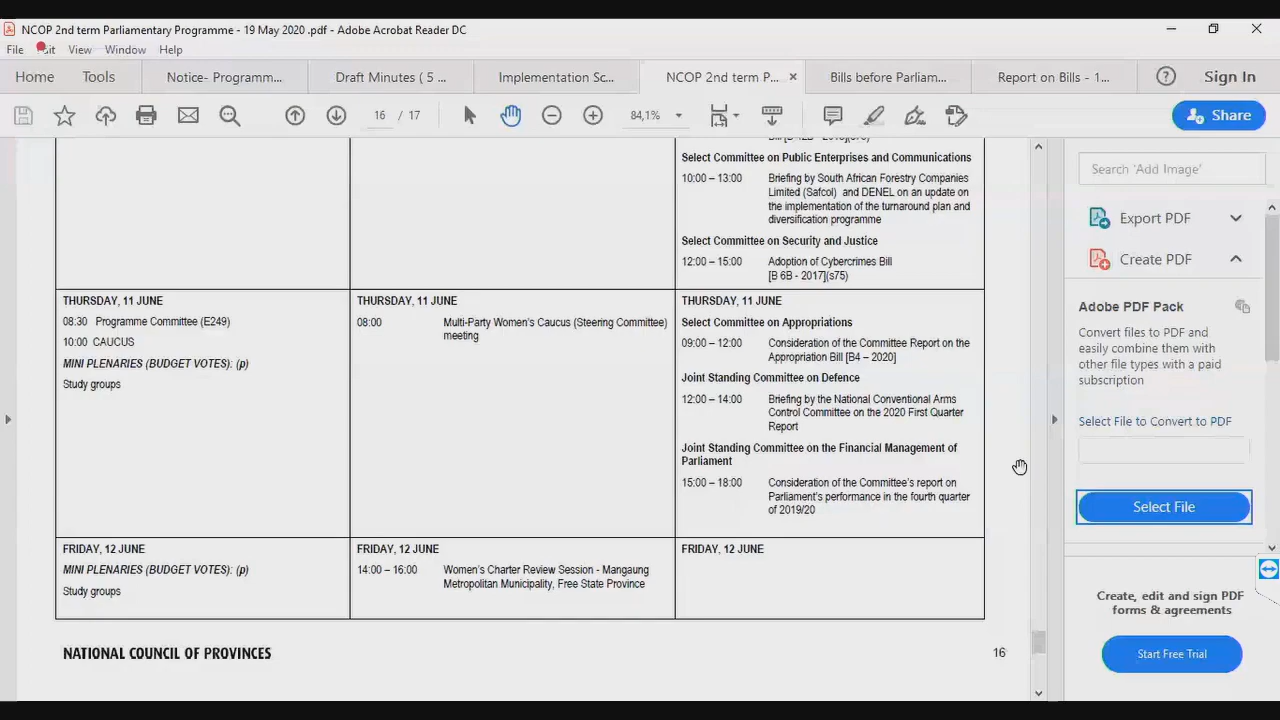 NCOP 2nd term Parliamentary Programme - 19 May 2020 .pdf - Adobe Acrobat Reader DC
File Edit View Window Help
Home Tools Notice- Programm... Draft Minutes ( 5 ... Implementation Sc... NCOP 2nd term P... × Bills before Parliam... Report on Bills - 1... Sign In
16 / 17 84,1% Share
Select Committee on Public Enterprises and Communications
10:00 – 13:00 Briefing by South African Forestry Companies
Limited (Safcol) and DENEL on an update on
the implementation of the turnaround plan and
diversification programme
Select Committee on Security and Justice
12:00 – 15:00 Adoption of Cybercrimes Bill
[B 6B - 2017](s75)
THURSDAY, 11 JUNE
08:30 Programme Committee (E249)
10:00 CAUCUS
MINI PLENARIES (BUDGET VOTES): (p)
Study groups
THURSDAY, 11 JUNE
08:00 Multi-Party Women's Caucus (Steering Committee)
meeting
THURSDAY, 11 JUNE
Select Committee on Appropriations
09:00 – 12:00 Consideration of the Committee Report on the
Appropriation Bill [B4 – 2020]
Joint Standing Committee on Defence
12:00 – 14:00 Briefing by the National Conventional Arms
Control Committee on the 2020 First Quarter
Report
Joint Standing Committee on the Financial Management of
Parliament
15:00 – 18:00 Consideration of the Committee's report on
Parliament's performance in the fourth quarter
of 2019/20
FRIDAY, 12 JUNE
MINI PLENARIES (BUDGET VOTES): (p)
Study groups
FRIDAY, 12 JUNE
14:00 – 16:00 Women's Charter Review Session - Mangaung
Metropolitan Municipality, Free State Province
FRIDAY, 12 JUNE
NATIONAL COUNCIL OF PROVINCES
16
Search 'Add Image'
Export PDF
Create PDF
Adobe PDF Pack
Convert files to PDF and
easily combine them with
other file types with a paid
subscription
Select File to Convert to PDF
Select File
Create, edit and sign PDF
forms & agreements
Start Free Trial